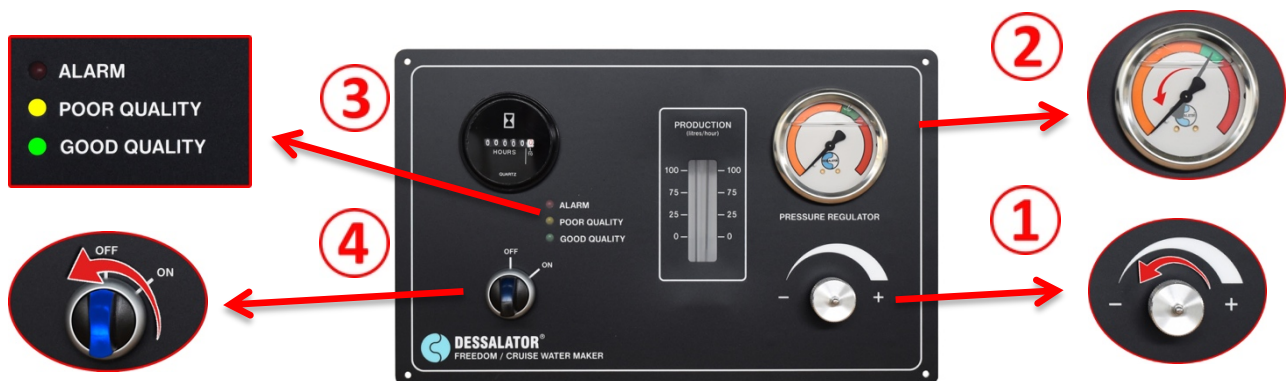 ALARM
POOR QUALITY
GOOD QUALITY
3
2
HOURS
QUARTZ
PRODUCTION
(litres/hour)
100 100
75 75
25 25
0 0
ALARM
POOR QUALITY
GOOD QUALITY
PRESSURE REGULATOR
1
- +
- +
4
OFF
ON
OFF
ON
DESSALATOR®
FREEDOM / CRUISE WATER MAKER